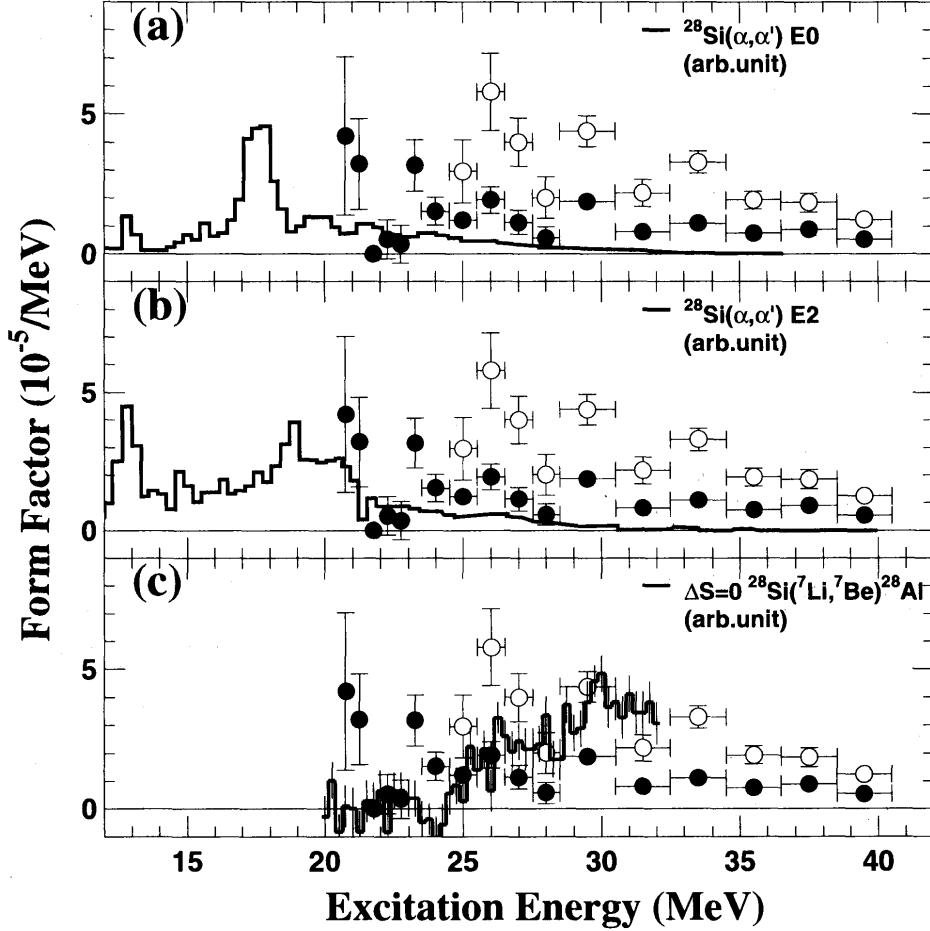 (a)
²⁸Si(α,α') E0
(arb.unit)
5
0
(b)
²⁸Si(α,α') E2
(arb.unit)
5
0
(c)
ΔS=0 ²⁸Si(⁷Li,⁷Be)²⁸Al
(arb.unit)
5
0
15 20 25 30 35 40
Excitation Energy (MeV)
Form Factor (10⁻⁵/MeV)